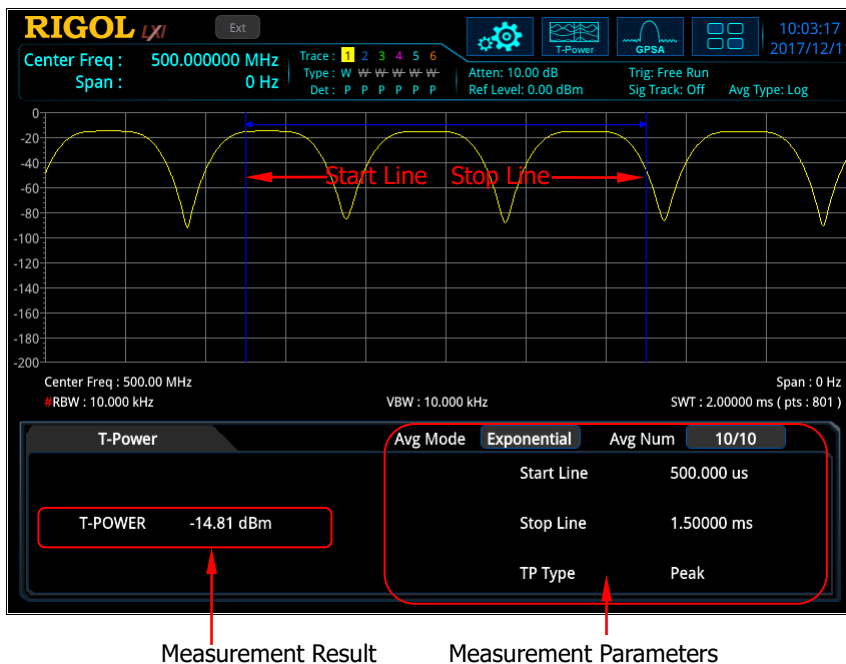 RIGOL LXI Ext
T-Power GPSA 10:03:17
2017/12/1
Center Freq : 500.000000 MHz
Span : 0 Hz
Trace : 1 2 3 4 5 6
Type : W W W W W W
Det : P P P P P P
Atten: 10.00 dB
Ref Level: 0.00 dBm
Trig: Free Run
Sig Track: Off Avg Type: Log
0
-20
-40
-60
-80
-100
-120
-140
-160
-180
-200
Start Line Stop Line
Center Freq : 500.00 MHz Span : 0 Hz
#RBW : 10.000 kHz VBW : 10.000 kHz SWT : 2.00000 ms ( pts : 801 )
T-Power
Avg Mode Exponential Avg Num 10/10
Start Line 500.000 us
T-POWER -14.81 dBm
Stop Line 1.50000 ms
TP Type Peak
Measurement Result Measurement Parameters